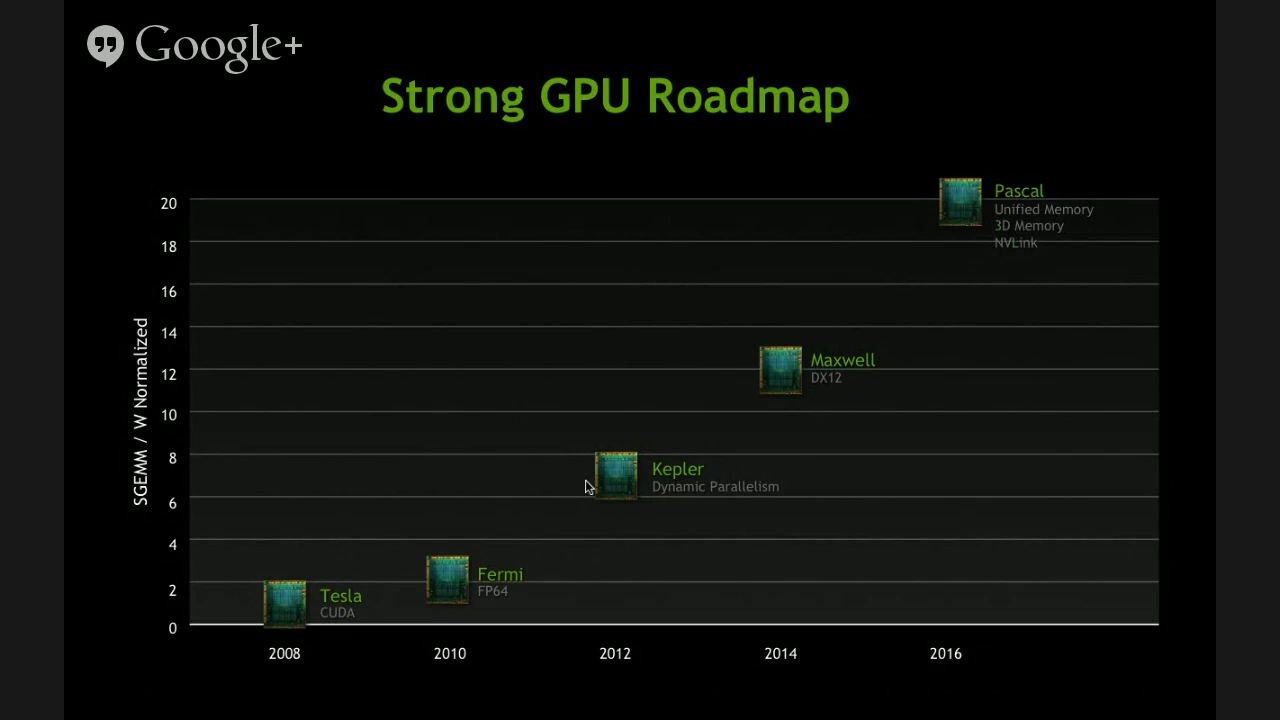 Google+
Strong GPU Roadmap
SGEMM / W Normalized
20
18
16
14
12
10
8
6
4
2
0
Pascal
Unified Memory
3D Memory
NVLink
Maxwell
DX12
Kepler
Dynamic Parallelism
Fermi
FP64
Tesla
CUDA
2008
2010
2012
2014
2016